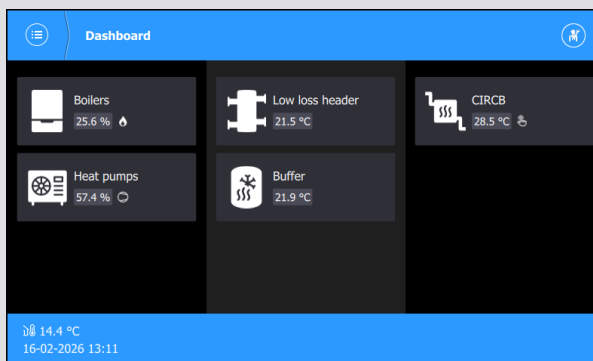 Dashboard
Boilers
25.6 %
Low loss header
21.5 °C
CIRCB
28.5 °C
Heat pumps
57.4 %
Buffer
21.9 °C
14.4 °C
16-02-2026 13:11